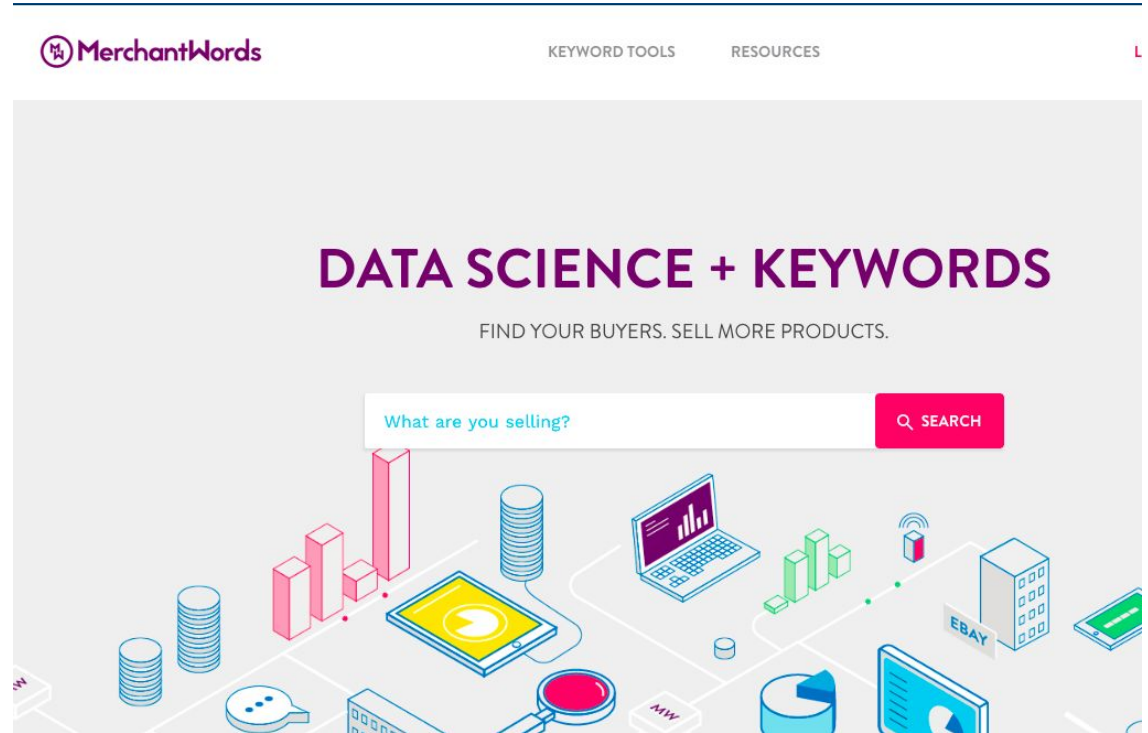 MerchantWords
KEYWORD TOOLS RESOURCES L
DATA SCIENCE + KEYWORDS
FIND YOUR BUYERS. SELL MORE PRODUCTS.
What are you selling?
SEARCH
EBAY
MW